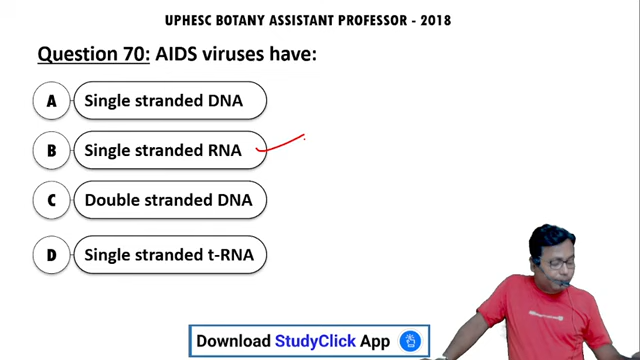 UPHESC BOTANY ASSISTANT PROFESSOR - 2018
Question 70: AIDS viruses have:
A Single stranded DNA
B Single stranded RNA
C Double stranded DNA
D Single stranded t-RNA
Download StudyClick App